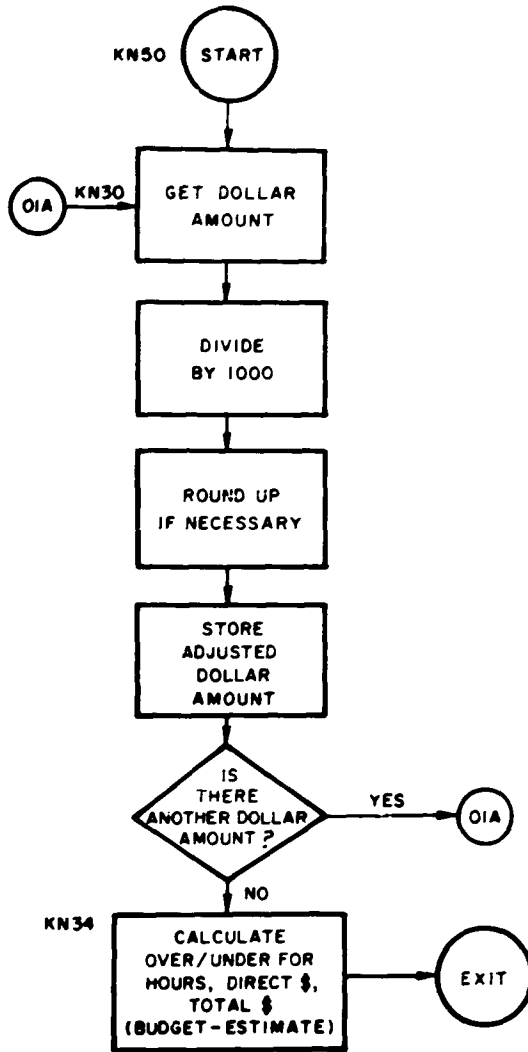 KN50
START
KN30
01A
GET DOLLAR
AMOUNT
DIVIDE
BY 1000
ROUND UP
IF NECESSARY
STORE
ADJUSTED
DOLLAR
AMOUNT
IS
THERE
ANOTHER DOLLAR
AMOUNT?
YES
01A
NO
KN34
CALCULATE
OVER/UNDER FOR
HOURS, DIRECT $,
TOTAL $
(BUDGET-ESTIMATE)
EXIT